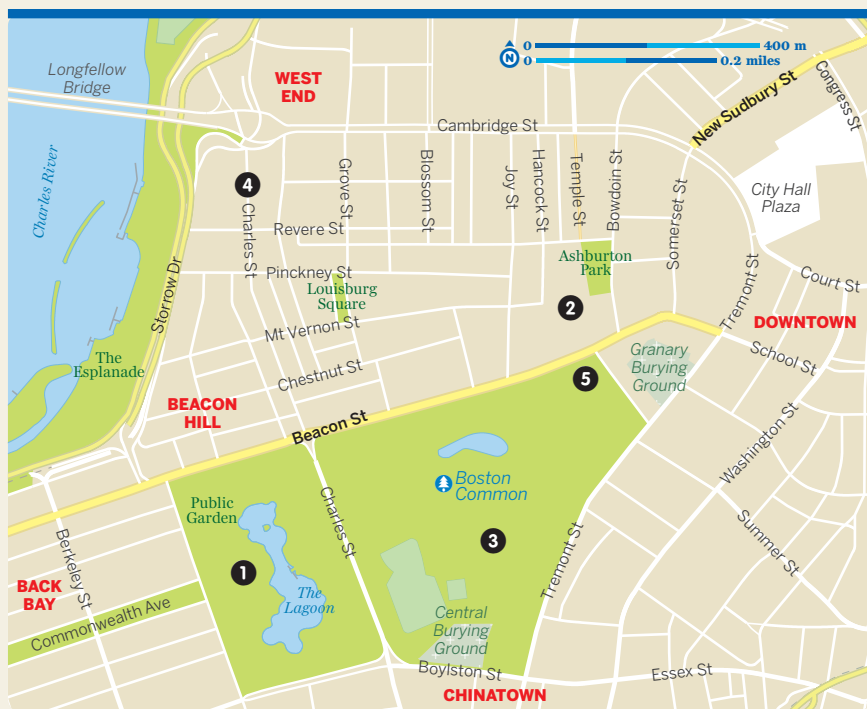 0 400 m
N
0 0.2 miles
Longfellow
Bridge
WEST
END
New Sudbury St
Congress St
Cambridge St
Charles River
4
Charles St
Grove St
Blossom St
Joy St
Hancock St
Temple St
Bowdoin St
Somerset St
City Hall
Plaza
Revere St
Pinckney St
Louisburg
Square
Ashburton
Park
Court St
Tremont St
Storrow Dr
Mt Vernon St
2
DOWNTOWN
School St
The
Esplanade
Chestnut St
Granary
Burying
Ground
5
BEACON
HILL
Beacon St
Washington St
Boston
Common
Public
Garden
Charles St
3
Tremont St
Summer St
Berkeley St
BACK
BAY
1
The
Lagoon
Commonwealth Ave
Central
Burying
Ground
Boylston St
Essex St
CHINATOWN